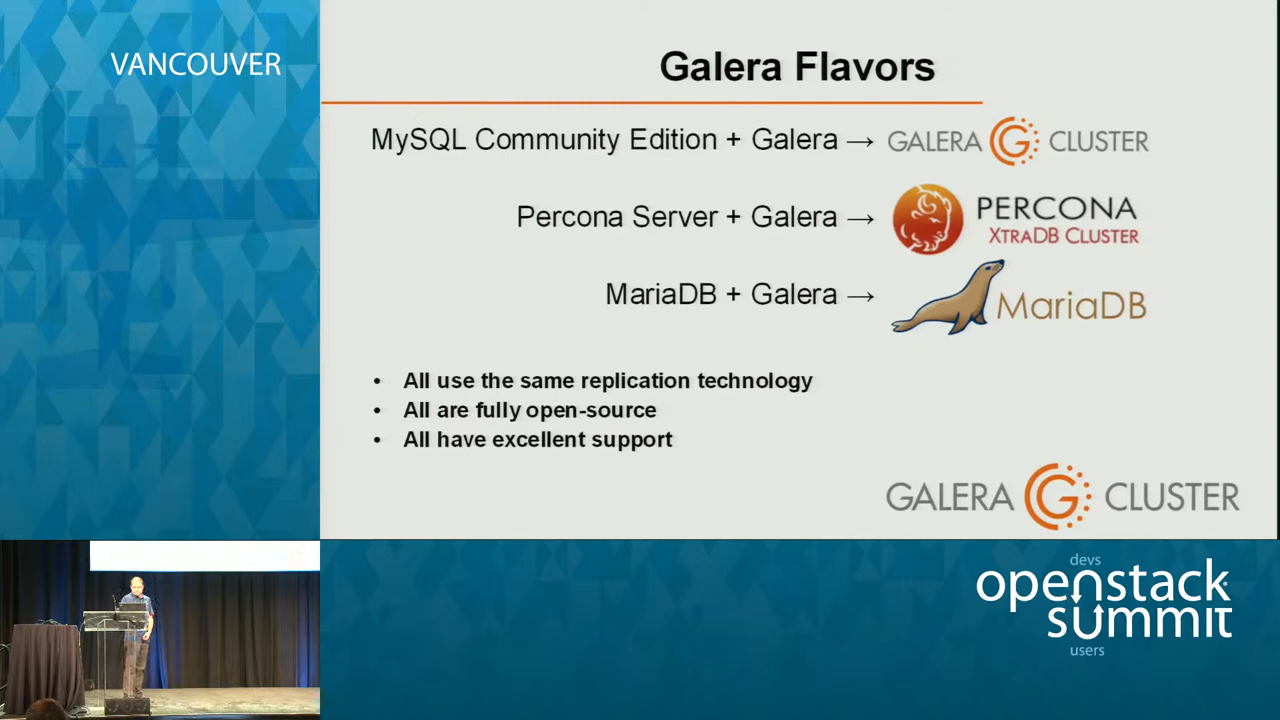 VANCOUVER
Galera Flavors
MySQL Community Edition + Galera →
GALERA G CLUSTER
Percona Server + Galera →
PERCONA
XTRADB CLUSTER
MariaDB + Galera →
MariaDB
• All use the same replication technology
• All are fully open-source
• All have excellent support
GALERA G CLUSTER
devs
openstack
summit
users